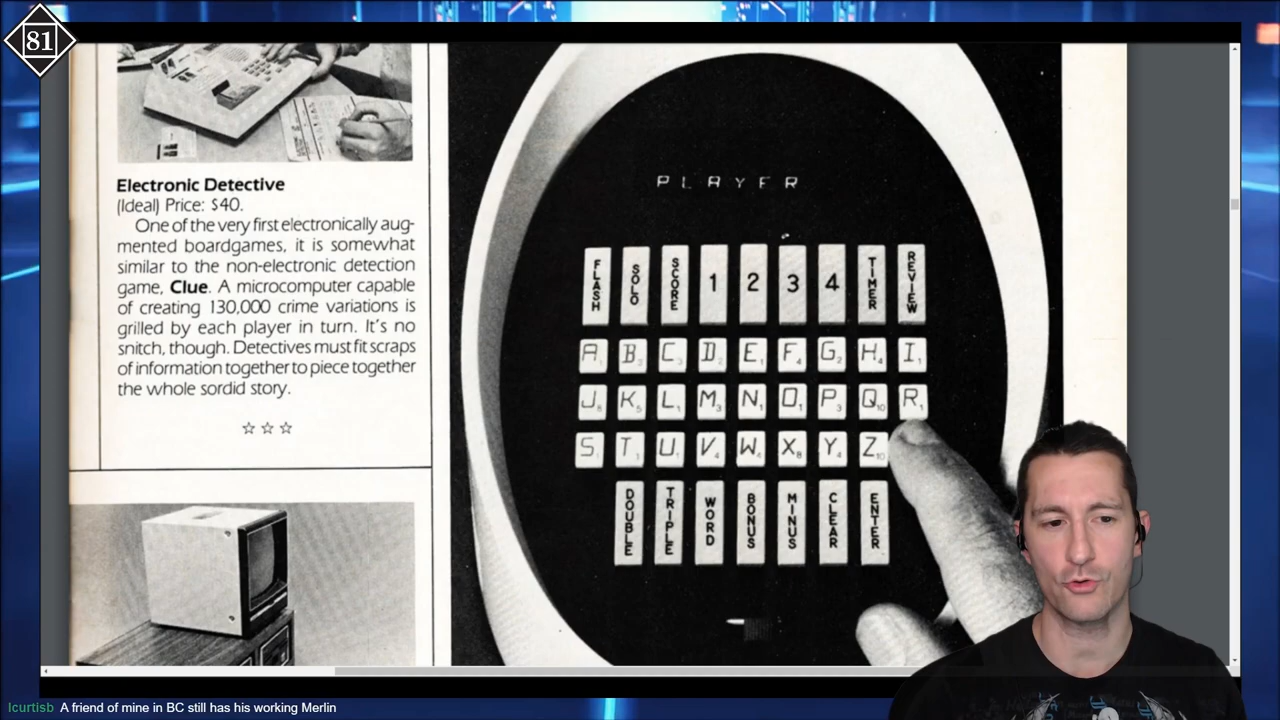 81
Electronic Detective
(Ideal) Price: $40.
One of the very first electronically aug-
mented boardgames, it is somewhat
similar to the non-electronic detection
game, Clue. A microcomputer capable
of creating 130,000 crime variations is
grilled by each player in turn. It's no
snitch, though. Detectives must fit scraps
of information together to piece together
the whole sordid story.
☆☆☆
PLAYER
FLASH SOLO SCORE 1 2 3 4 TIMER REVIEW
A B C D E F G H I
J K L M N O P Q R
S T U V W X Y Z
DOUBLE TRIPLE WORD BONUS MINUS CLEAR ENTER
lcurtisb A friend of mine in BC still has his working Merlin